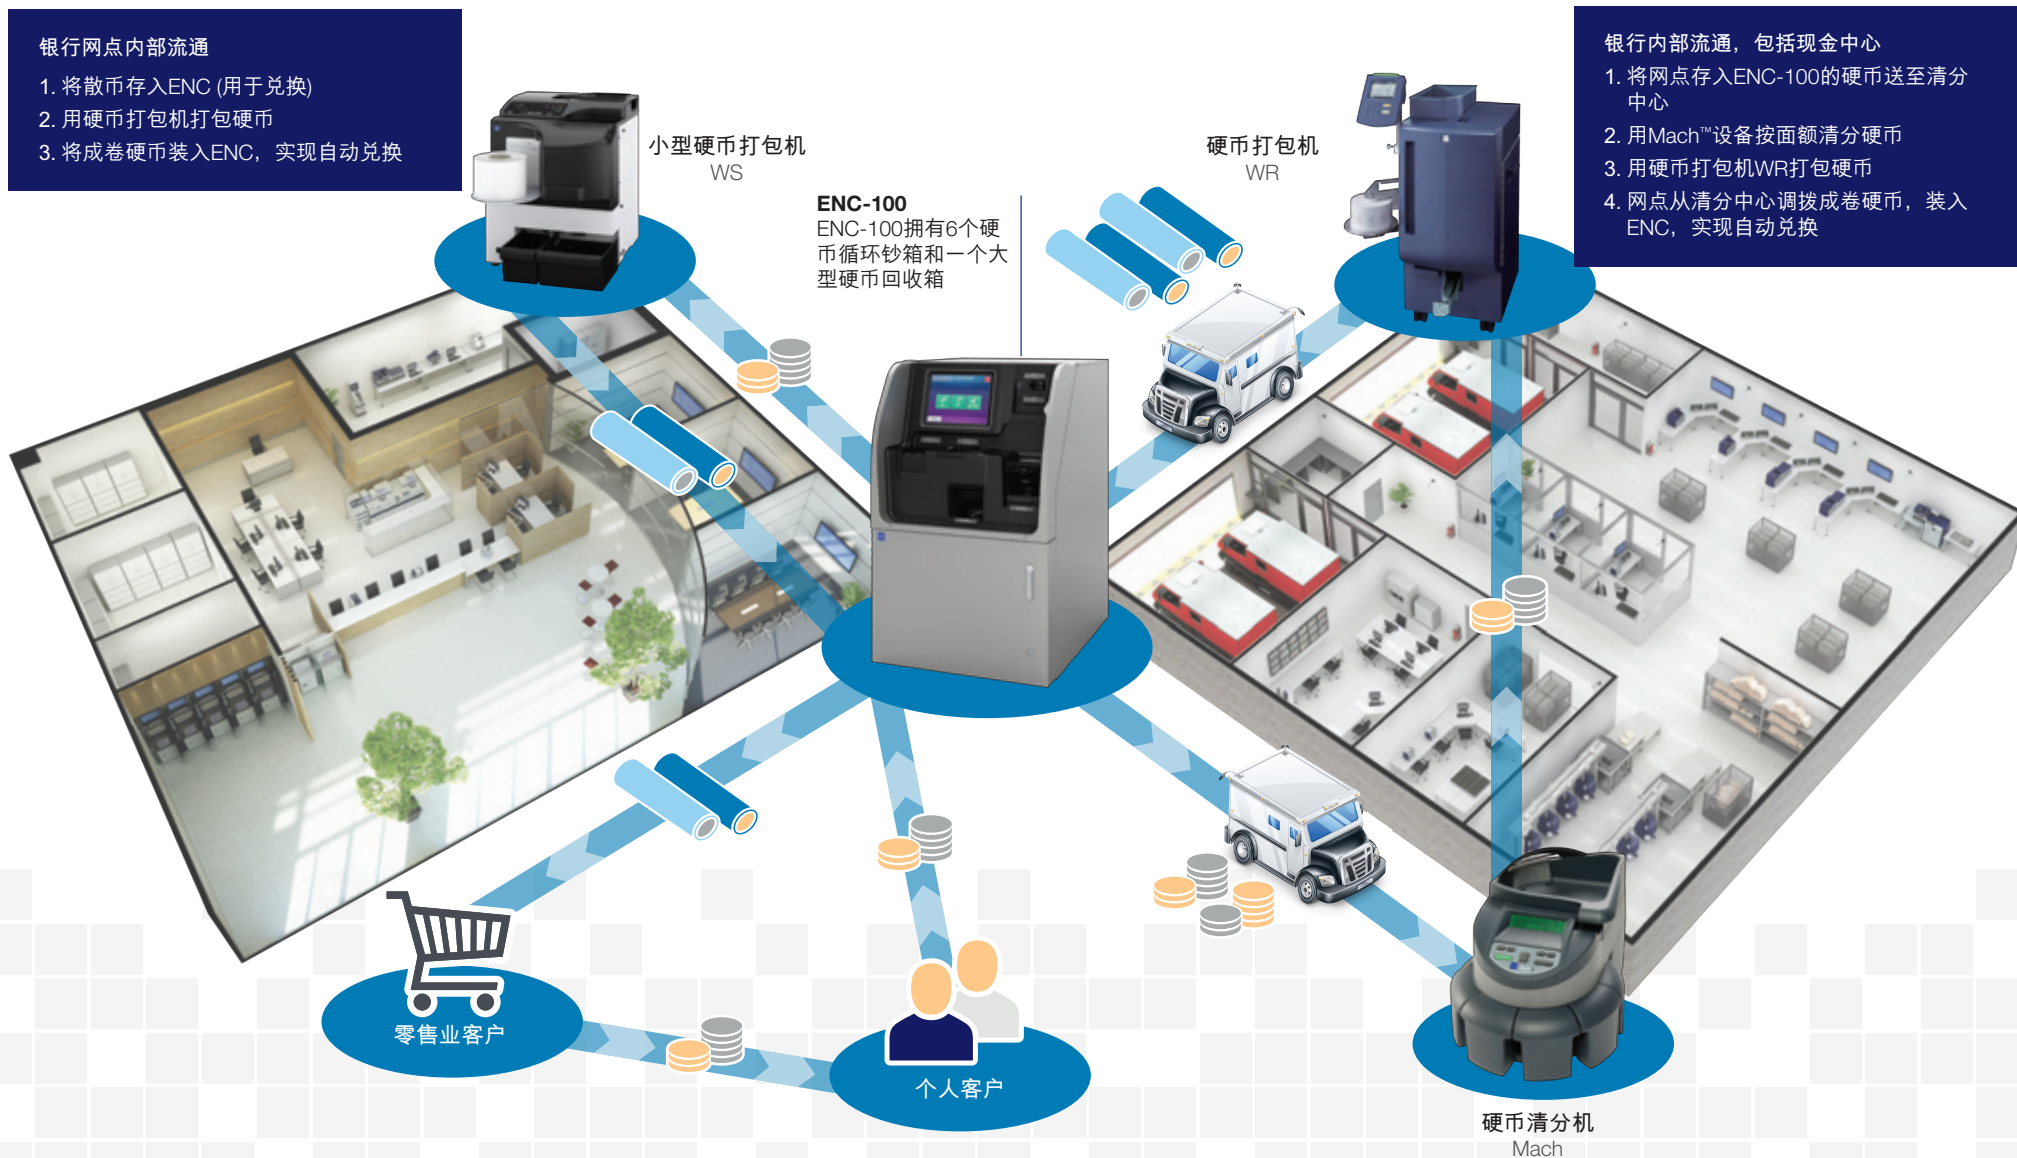 银行网点内部流通
1. 将散币存入ENC (用于兑换)
2. 用硬币打包机打包硬币
3. 将成卷硬币装入ENC，实现自动兑换
小型硬币打包机
WS
ENC-100
ENC-100拥有6个硬
币循环钞箱和一个大
型硬币回收箱
硬币打包机
WR
银行内部流通，包括现金中心
1. 将网点存入ENC-100的硬币送至清分
中心
2. 用Mach™设备按面额清分硬币
3. 用硬币打包机WR打包硬币
4. 网点从清分中心调拨成卷硬币，装入
ENC，实现自动兑换
零售业客户
个人客户
硬币清分机
Mach